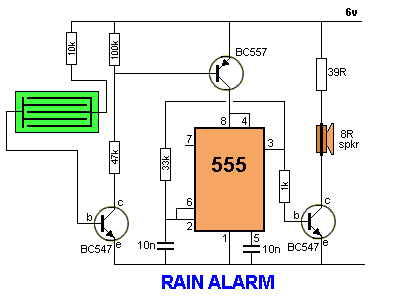 6v
10k
100k
BC557
39R
8R
spkr
8
4
7
3
555
47k
33k
1k
6
2
c
b
e
BC547
10n
1
5
10n
c
b
e
BC547
RAIN ALARM